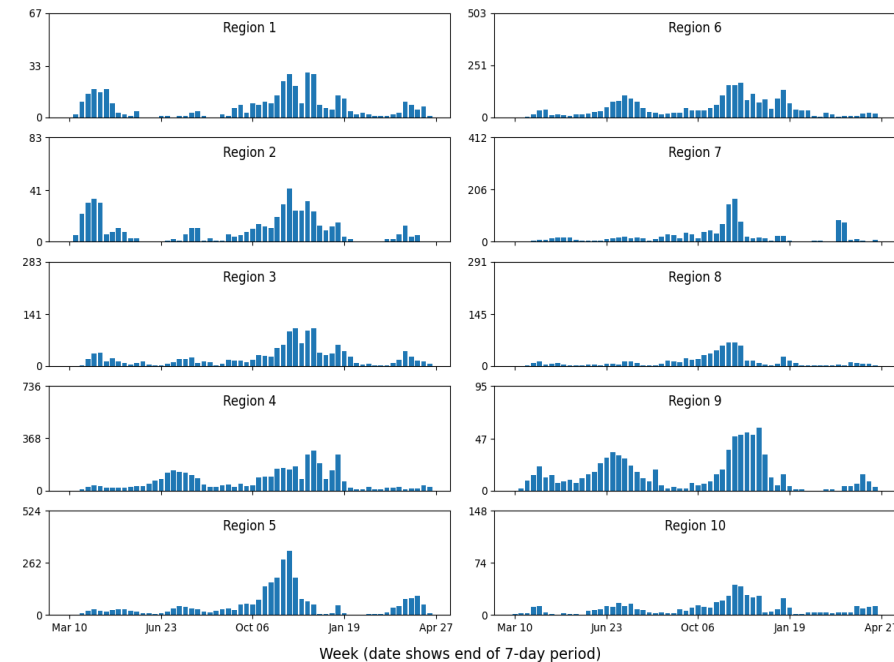 67
33
0
Region 1
503
251
0
Region 6
83
41
0
Region 2
412
206
0
Region 7
283
141
0
Region 3
291
145
0
Region 8
736
368
0
Region 4
95
47
0
Region 9
524
262
0
Region 5
148
74
0
Region 10
Mar 10 Jun 23 Oct 06 Jan 19 Apr 27
Mar 10 Jun 23 Oct 06 Jan 19 Apr 27
Week (date shows end of 7-day period)